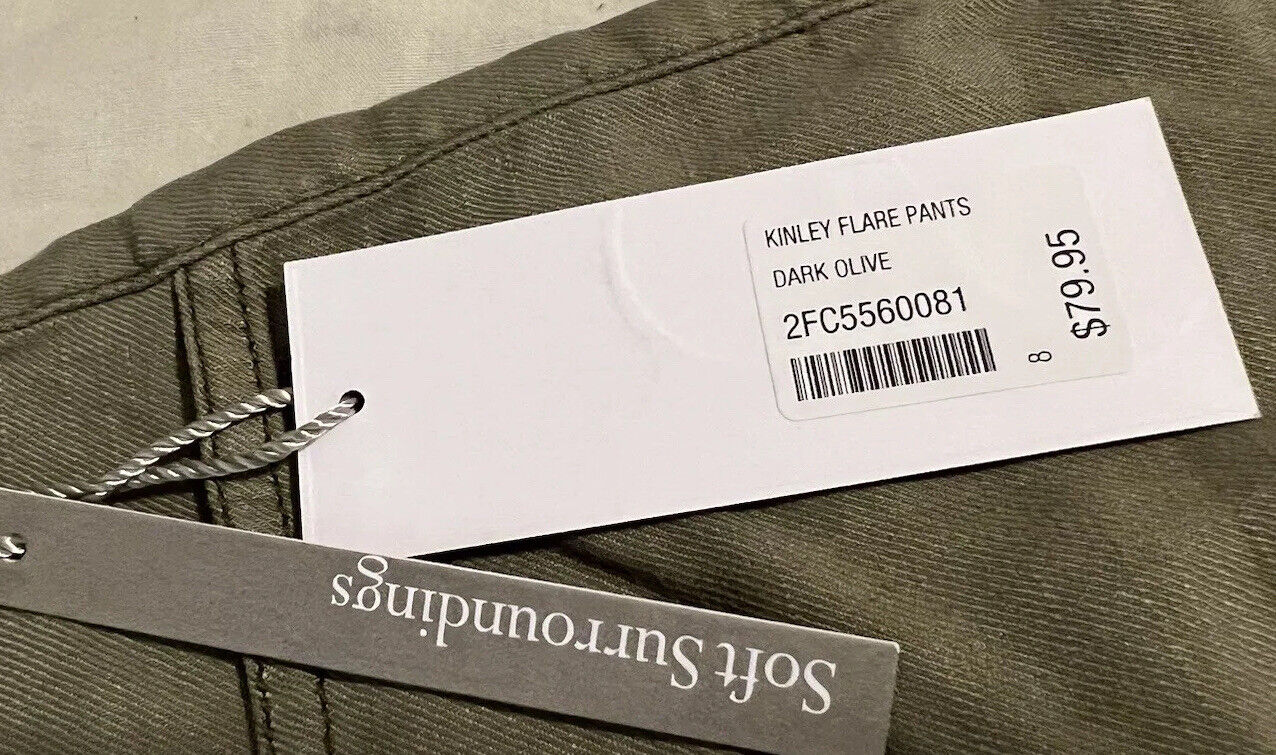 KINLEY FLARE PANTS
DARK OLIVE
2FC5560081
8
$79.95
Soft Surroundings